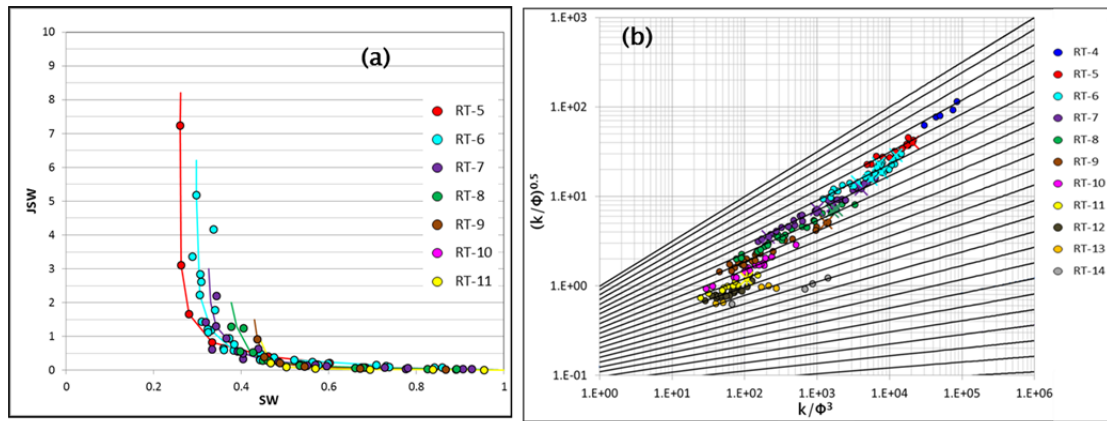 (a)
10
9
8
7
6
5
4
3
2
1
0
JSW
0
0.2
0.4
0.6
0.8
1
SW
RT-5
RT-6
RT-7
RT-8
RT-9
RT-10
RT-11
(b)
1.E+03
1.E+02
1.E+01
1.E+00
1.E-01
(k/Φ)^0.5
1.E+00
1.E+01
1.E+02
1.E+03
1.E+04
1.E+05
1.E+06
k/Φ³
RT-4
RT-5
RT-6
RT-7
RT-8
RT-9
RT-10
RT-11
RT-12
RT-13
RT-14